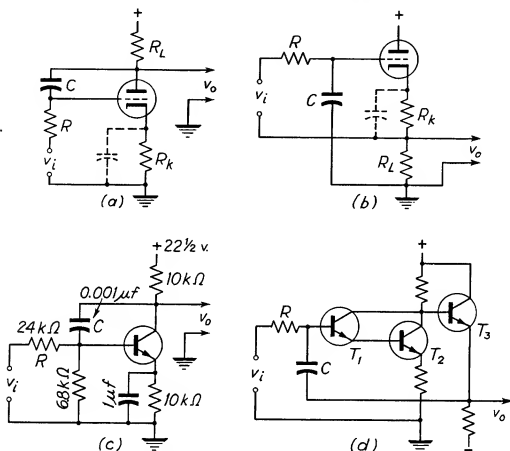 +
R_L
C
R
v_i
v_o
R_k
(a)
+
R
v_i
C
R_k
R_L
v_o
(b)
+22½ v.
10kΩ
0.001μf
C
24kΩ
R
v_i
68kΩ
1μf
10kΩ
v_o
(c)
+
R
v_i
C
T_1
T_2
T_3
v_o
−
(d)